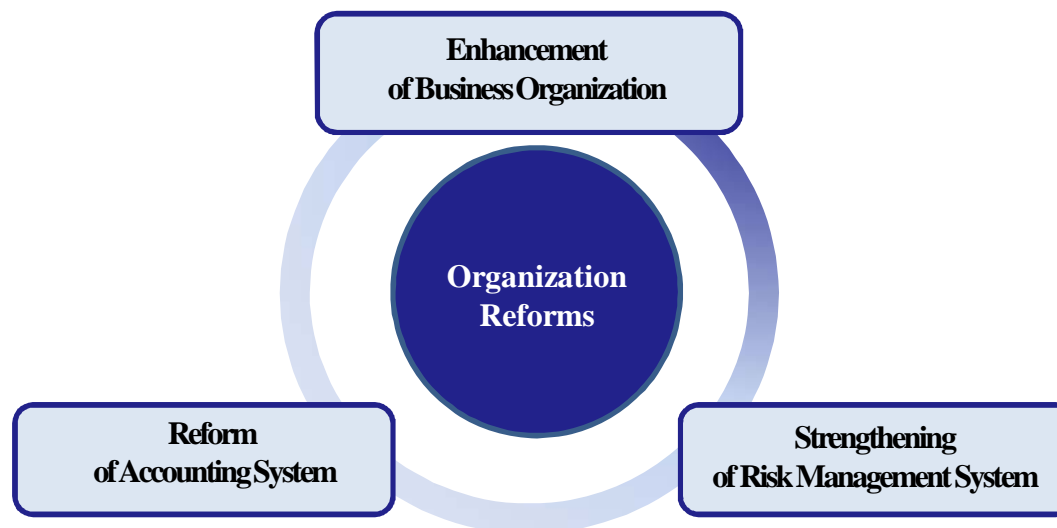 Enhancement
of Business Organization
Organization
Reforms
Reform
of Accounting System
Strengthening
of Risk Management System